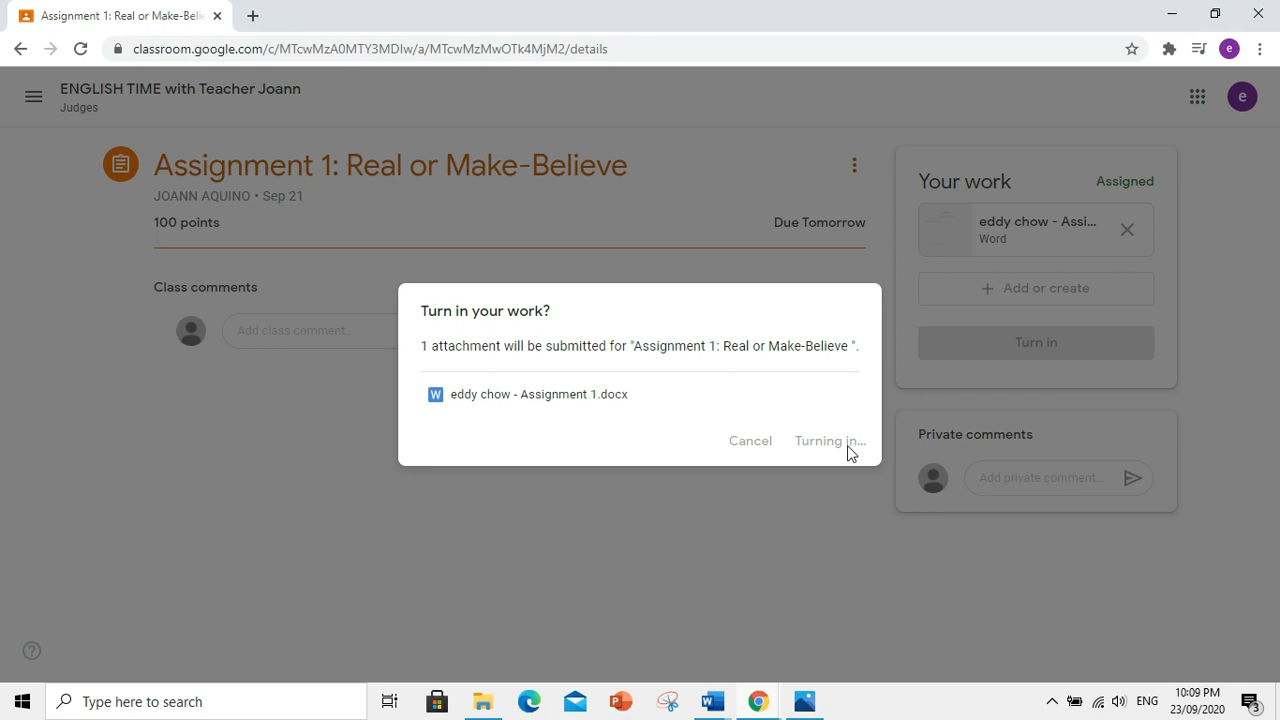 Assignment 1: Real or Make-Belie
classroom.google.com/c/MTcwMzA0MTY3MDIw/a/MTcwMzMwOTk4MjM2/details
e
ENGLISH TIME with Teacher Joann
Judges
e
Assignment 1: Real or Make-Believe
JOANN AQUINO • Sep 21
100 points
Due Tomorrow
Class comments
Add class comment...
Your work
Assigned
eddy chow - Assi...
Word
+ Add or create
Turn in
Private comments
Add private comment...
Turn in your work?
1 attachment will be submitted for "Assignment 1: Real or Make-Believe ".
W eddy chow - Assignment 1.docx
Cancel
Turning in...
Type here to search
ENG
10:09 PM
23/09/2020
3